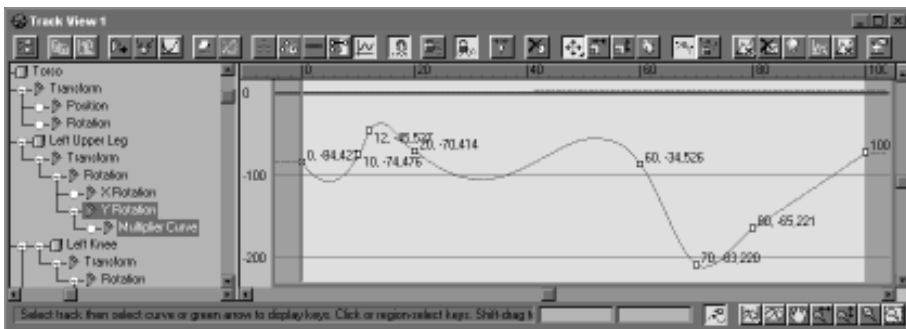 Track View 1
0 20 40 60 80 100
Torso
Transform
Position
Rotation
Left Upper Leg
Transform
Rotation
X Rotation
Y Rotation
Multiplier Curve
Left Knee
Transform
Rotation
0
-100
-200
0, -84,427
10, -74,476
12, -45,537
20, -70,414
60, -34,526
70, -83,220
80, -65,221
100
Select track then select curve or green arrow to display keys. Click or region-select keys. Shift-drag t